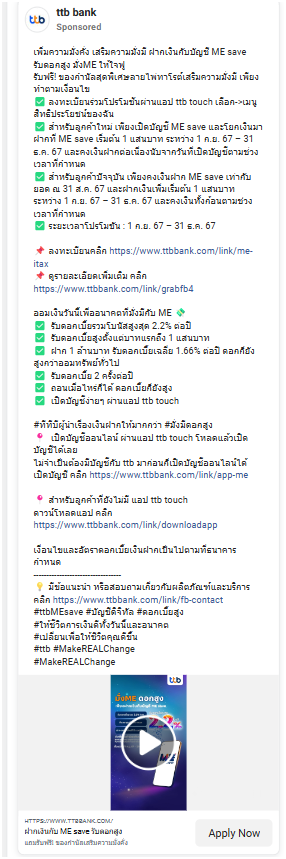 ttb bank
Sponsored
เพิ่มความมั่งคั่ง เสริมความมั่งมี ฝากเงินกับบัญชี ME save
รับดอกสูง มั่งME ให้ใจฟู
รับฟรี! ของกำนัลสุดพิเศษลายไพ่ทาโรต์เสริมความมั่งมี เพียง
ทำตามเงื่อนไข
✅ ลงทะเบียนร่วมโปรโมชันผ่านแอป ttb touch เลือก->เมนู
สิทธิประโยชน์ของฉัน
✅ สำหรับลูกค้าใหม่ เพียงเปิดบัญชี ME save และโยกเงินมา
ฝากที่ ME save เริ่มต้น 1 แสนบาท ระหว่าง 1 ก.ย. 67 – 31
ธ.ค. 67 และคงเงินฝากต่อเนื่องนับจากวันที่เปิดบัญชีตามช่วง
เวลาที่กำหนด
✅ สำหรับลูกค้าปัจจุบัน เพียงคงเงินฝาก ME save เท่ากับ
ยอด ณ 31 ส.ค. 67 และฝากเงินเพิ่มเริ่มต้น 1 แสนบาท
ระหว่าง 1 ก.ย. 67 – 31 ธ.ค. 67 และคงเงินทั้งก้อนตามช่วง
เวลาที่กำหนด
✅ ระยะเวลาโปรโมชัน : 1 ก.ย. 67 – 31 ธ.ค. 67
📌 ลงทะเบียนคลิก https://www.ttbbank.com/link/me-
itax
📌 ดูรายละเอียดเพิ่มเติม คลิก
https://www.ttbbank.com/link/grabfb4
ออมเงินวันนี้เพื่ออนาคตที่มั่งมีกับ ME 💸
✅ รับดอกเบี้ยรวมโบนัสสูงสุด 2.2% ต่อปี
✅ รับดอกเบี้ยสูงตั้งแต่บาทแรกถึง 1 แสนบาท
✅ ฝาก 1 ล้านบาท รับดอกเบี้ยเฉลี่ย 1.66% ต่อปี ดอกก็ยัง
สูงกว่าออมทรัพย์ทั่วไป
✅ รับดอกเบี้ย 2 ครั้งต่อปี
✅ ถอนเมื่อไหร่ก็ได้ ดอกเบี้ยก็ยังสูง
✅ เปิดบัญชีง่ายๆ ผ่านแอป ttb touch
#ที่ทีบีผู้นำเรื่องเงินฝากให้มากกว่า #มั่งมีดอกสูง
📍 เปิดบัญชีออนไลน์ ผ่านแอป ttb touch โหลดแล้วเปิด
บัญชีได้เลย
ไม่จำเป็นต้องมีบัญชีกับ ttb มาก่อนก็เปิดบัญชีออนไลน์ได้
เปิดบัญชี คลิก https://www.ttbbank.com/link/app-me
📍 สำหรับลูกค้าที่ยังไม่มี แอป ttb touch
ดาวน์โหลดแอป คลิก
https://www.ttbbank.com/link/downloadapp
เงื่อนไขและอัตราดอกเบี้ยเงินฝากเป็นไปตามที่ธนาคาร
กำหนด
--------------------------------
💡 มีข้อแนะนำ หรือสอบถามเกี่ยวกับผลิตภัณฑ์และบริการ
คลิก https://www.ttbbank.com/link/fb-contact
#ttbMEsave #บัญชีดิจิทัล #ดอกเบี้ยสูง
#ให้ชีวิตการเงินดีทั้งวันนี้และอนาคต
#เปลี่ยนเพื่อให้ชีวิตคุณดีขึ้น
#ttb #MakeREALChange
#MakeREALChange
ttb
ยิ่งME ดอกสูง
HTTPS://WWW.TTBBANK.COM/
ฝากเงินกับ ME save รับดอกสูง
แถมรับฟรี! ของกำนัลเสริมความมั่งคั่ง
Apply Now